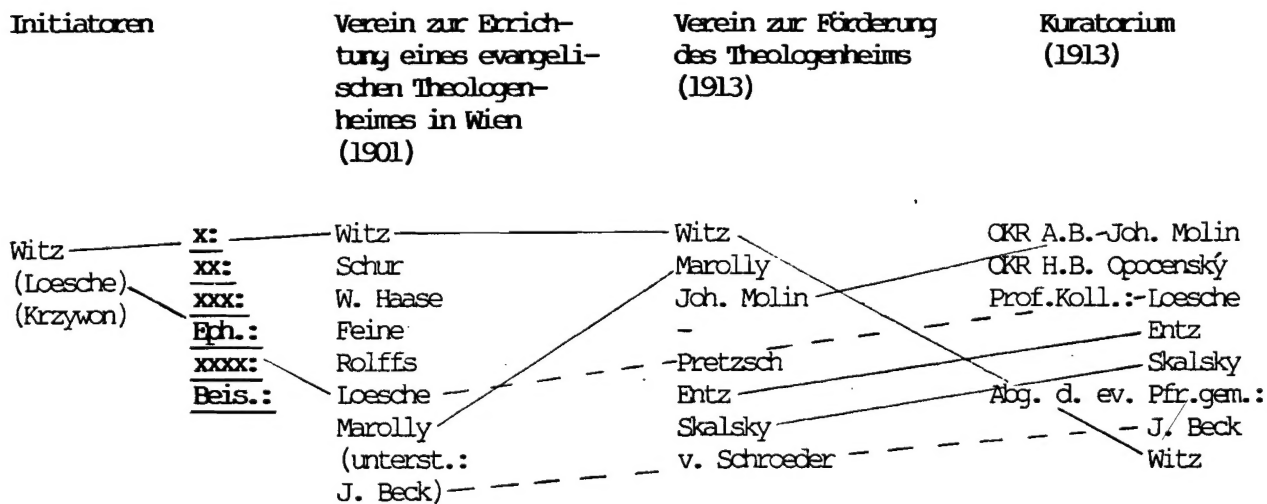 Initiatoren
Verein zur Errich-
tung eines evangeli-
schen Theologen-
heimes in Wien
(1901)
Verein zur Förderung
des Theologenheims
(1913)
Kuratorium
(1913)
Witz
(Loesche)
(Krzywon)
x:
xx:
xxx:
Eph.:
xxxx:
Beis.:
Witz
Schur
W. Haase
Feine
Rolffs
Loesche
Marolly
(unterst.:
J. Beck)
Witz
Marolly
Joh. Molin
-
Pretzsch
Entz
Skalsky
v. Schroeder
OKR A.B.-Joh. Molin
OKR H.B. Opocenský
Prof.Koll.:-Loesche
Entz
Skalsky
Abg. d. ev. Pfr.gem.:
J. Beck
Witz